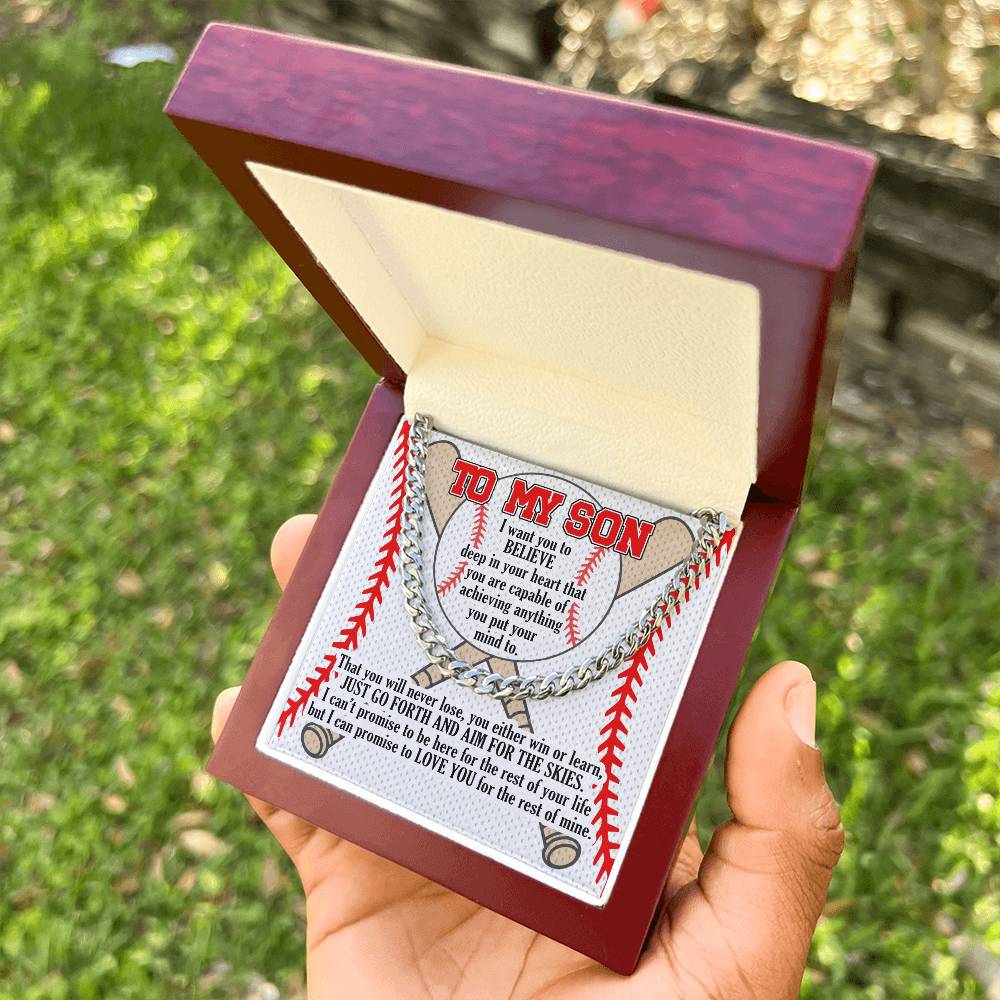 TO MY SON
I want you to
BELIEVE
deep in your heart that
you are capable of
achieving anything
you put your
mind to.
That you will never lose, you either win or learn,
JUST GO FORTH AND AIM FOR THE SKIES.
I can't promise to be here for the rest of your life
but I can promise to LOVE YOU for the rest of mine.